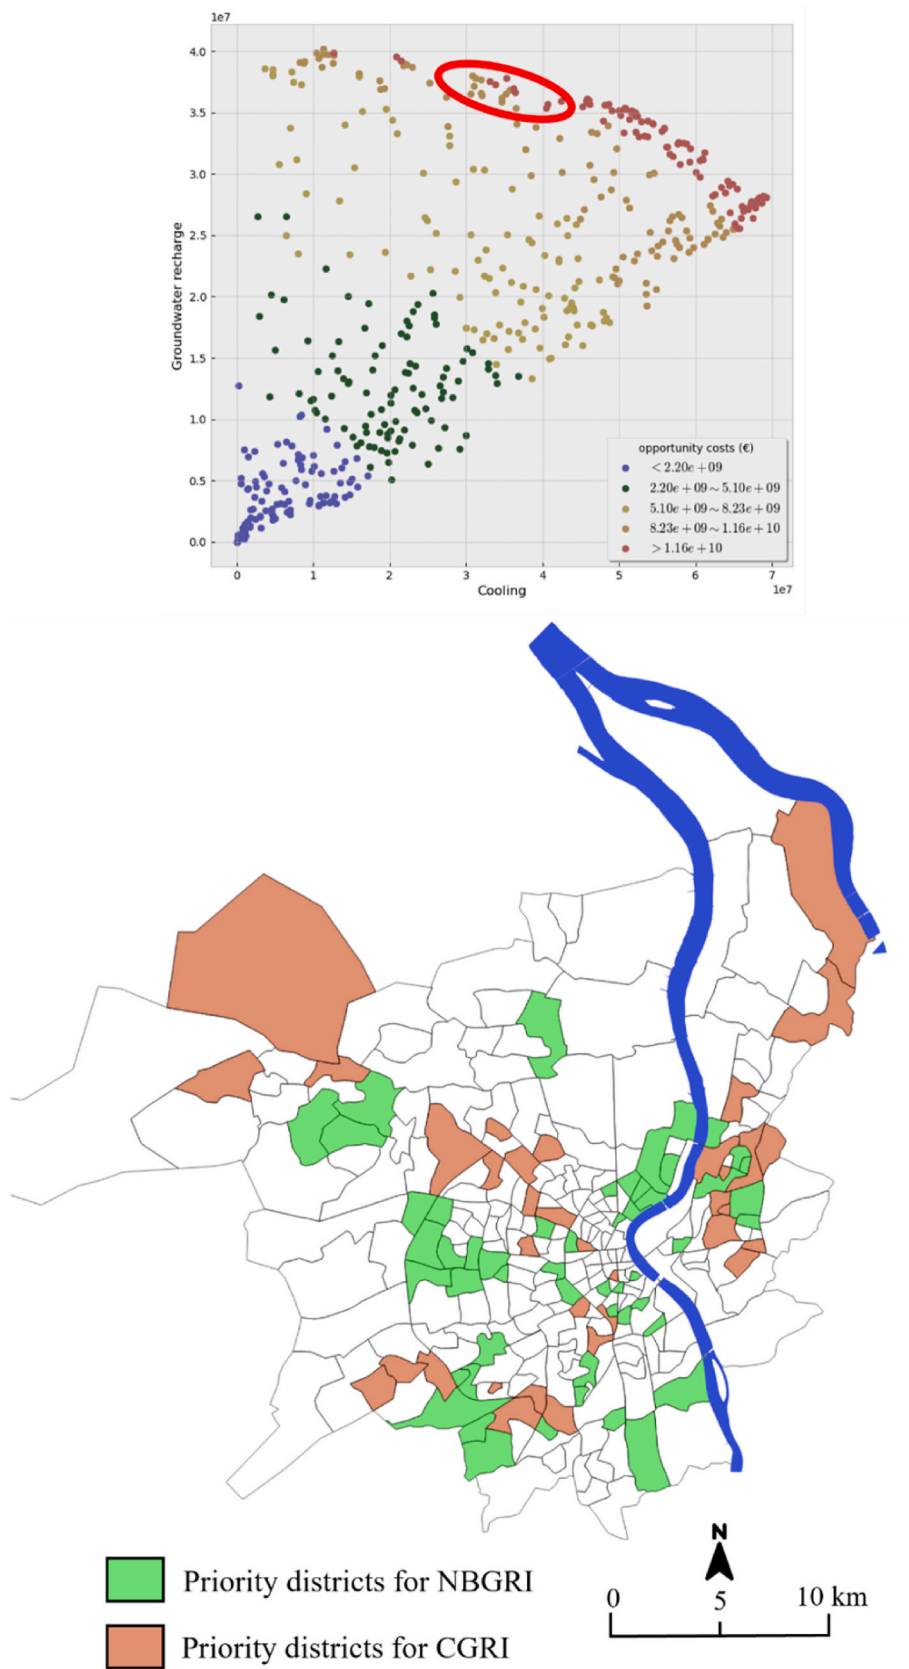 1e7
4.0
3.5
3.0
2.5
2.0
1.5
1.0
0.5
0.0
Groundwater recharge
opportunity costs (€)
< 2.20e + 09
2.20e + 09 ~ 5.10e + 09
5.10e + 09 ~ 8.23e + 09
8.23e + 09 ~ 1.16e + 10
> 1.16e + 10
0 1 2 3 4 5 6 7
Cooling
1e7
N
Priority districts for NBGRI
0 5 10 km
Priority districts for CGRI